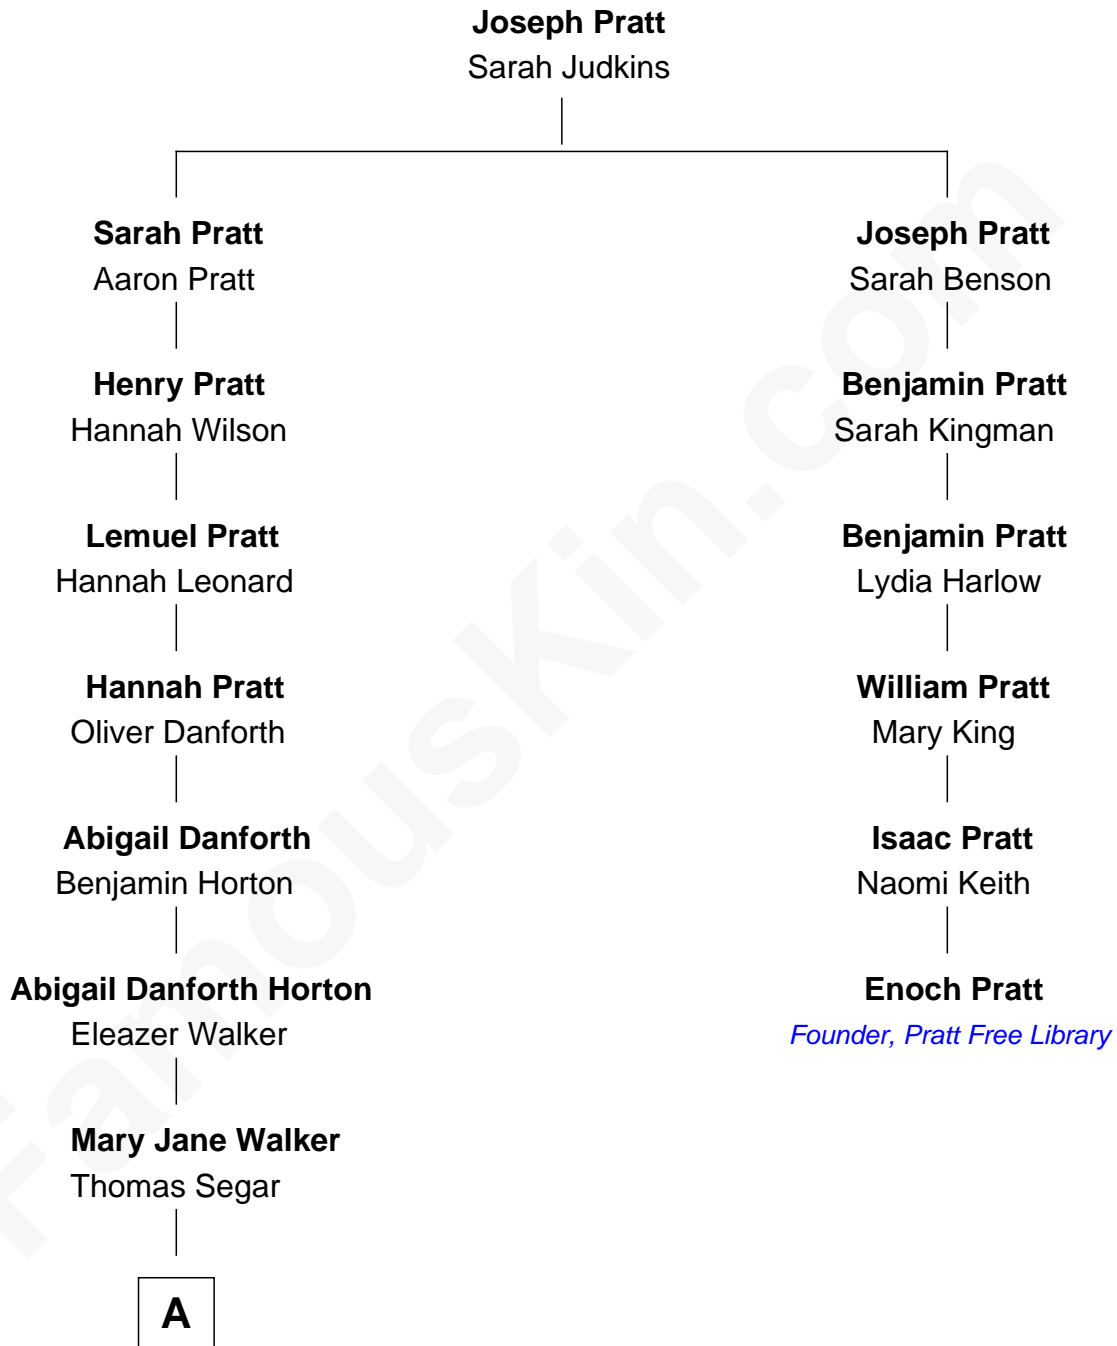 Joseph Pratt
Sarah Judkins
Sarah Pratt
Aaron Pratt
Henry Pratt
Hannah Wilson
Lemuel Pratt
Hannah Leonard
Hannah Pratt
Oliver Danforth
Abigail Danforth
Benjamin Horton
Abigail Danforth Horton
Eleazer Walker
Mary Jane Walker
Thomas Segar
A
Joseph Pratt
Sarah Benson
Benjamin Pratt
Sarah Kingman
Benjamin Pratt
Lydia Harlow
William Pratt
Mary King
Isaac Pratt
Naomi Keith
Enoch Pratt
Founder, Pratt Free Library
FamousKin.com